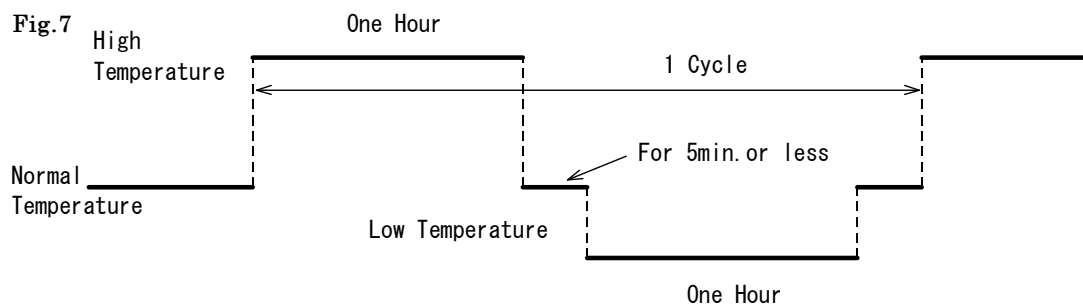 Fig.7
One Hour
High
Temperature
1 Cycle
For 5min.or less
Normal
Temperature
Low Temperature
One Hour